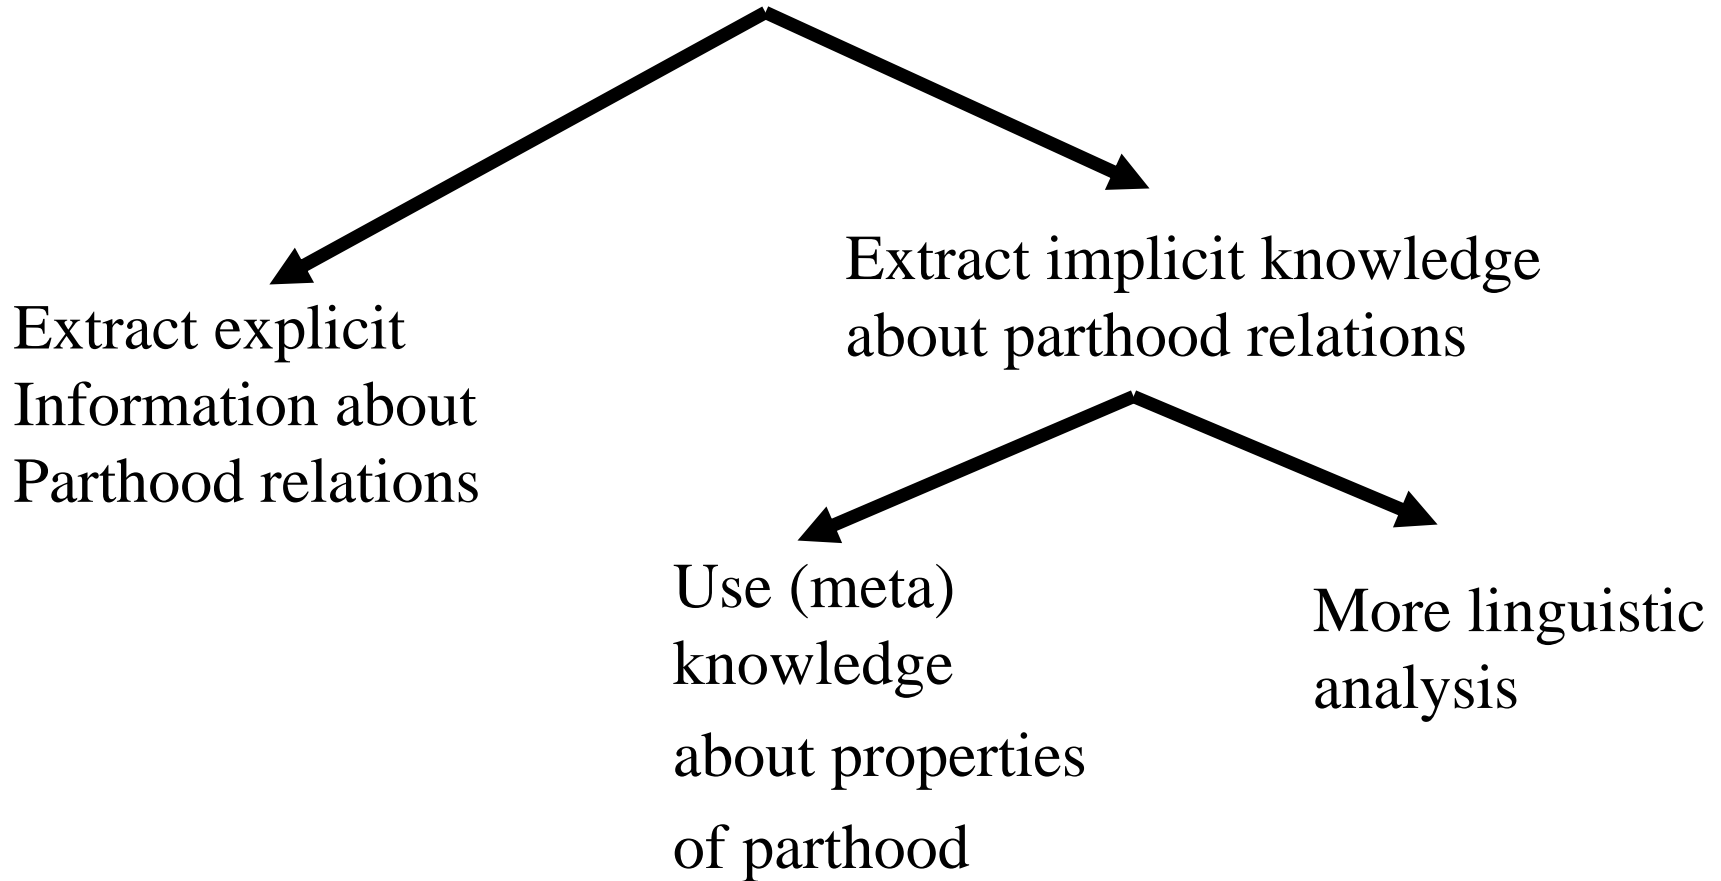 Extract explicit
Information about
Parthood relations
Extract implicit knowledge
about parthood relations
Use (meta)
knowledge
about properties
of parthood
More linguistic
analysis